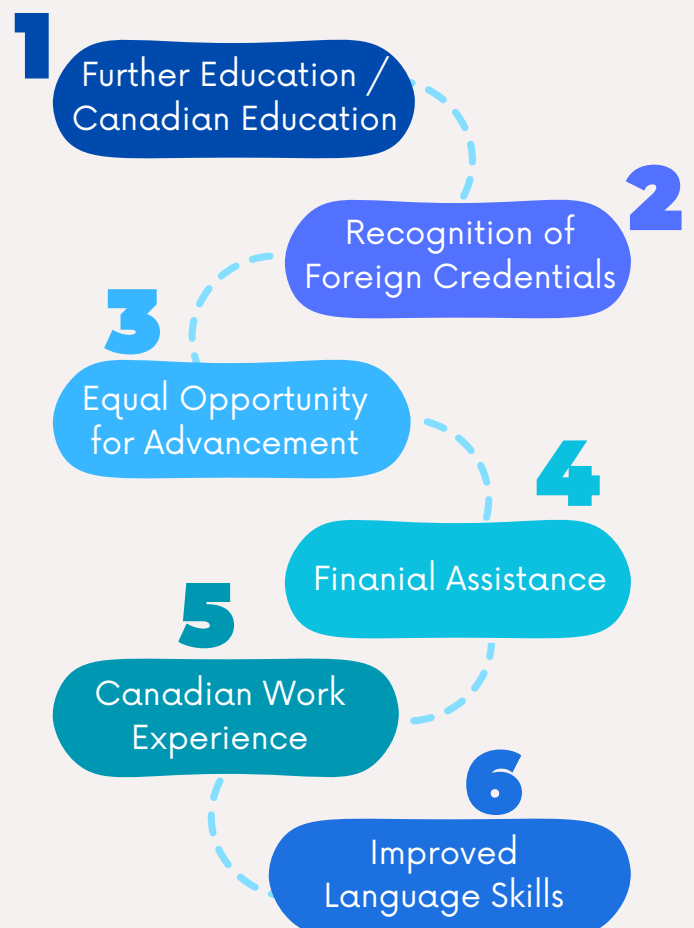 1
Further Education /
Canadian Education
2
Recognition of
Foreign Credentials
3
Equal Opportunity
for Advancement
4
Finanial Assistance
5
Canadian Work
Experience
6
Improved
Language Skills